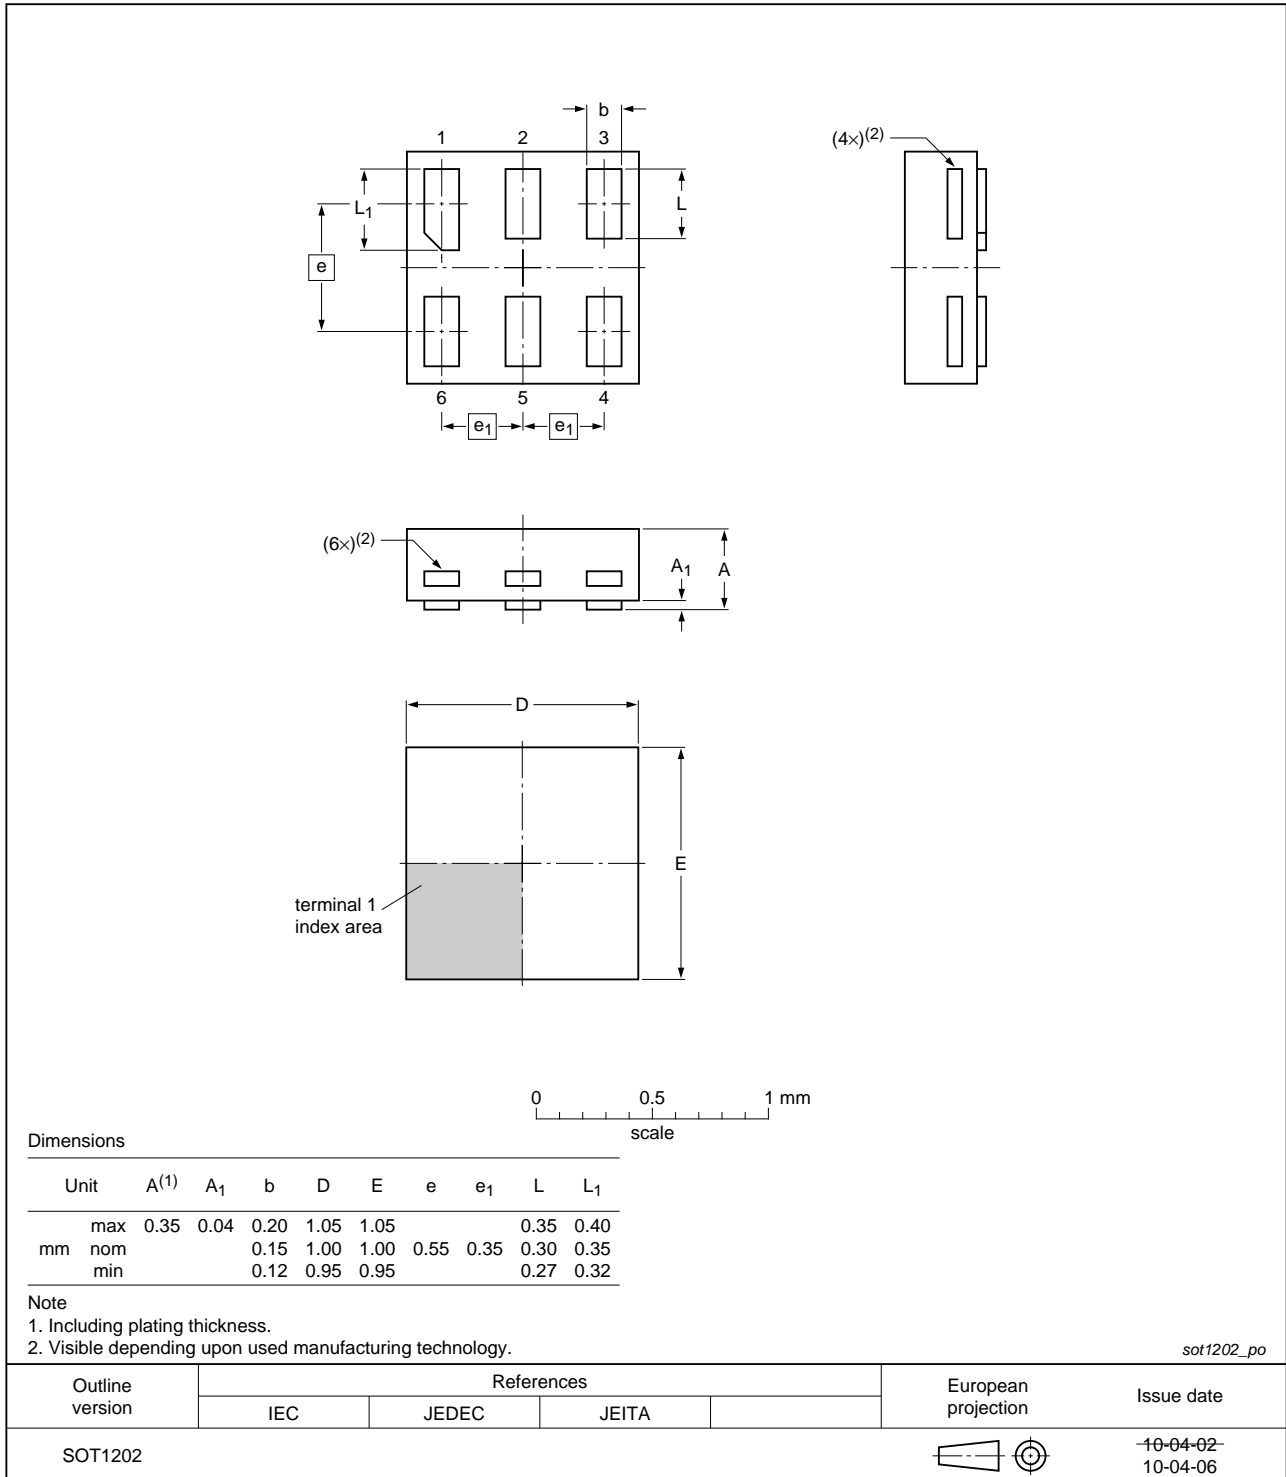 b
1 2 3
(4×)(2)
L1
L
e
6 5 4
e1 e1
(6×)(2)
A1 A
D
E
terminal 1
index area
0 0.5 1 mm
scale
Dimensions
Unit A(1) A1 b D E e e1 L L1
max 0.35 0.04 0.20 1.05 1.05 0.35 0.40
mm nom 0.15 1.00 1.00 0.55 0.35 0.30 0.35
min 0.12 0.95 0.95 0.27 0.32
Note
1. Including plating thickness.
2. Visible depending upon used manufacturing technology.
sot1202_po
Outline
version
References
IEC JEDEC JEITA
European
projection
Issue date
SOT1202
10-04-02
10-04-06